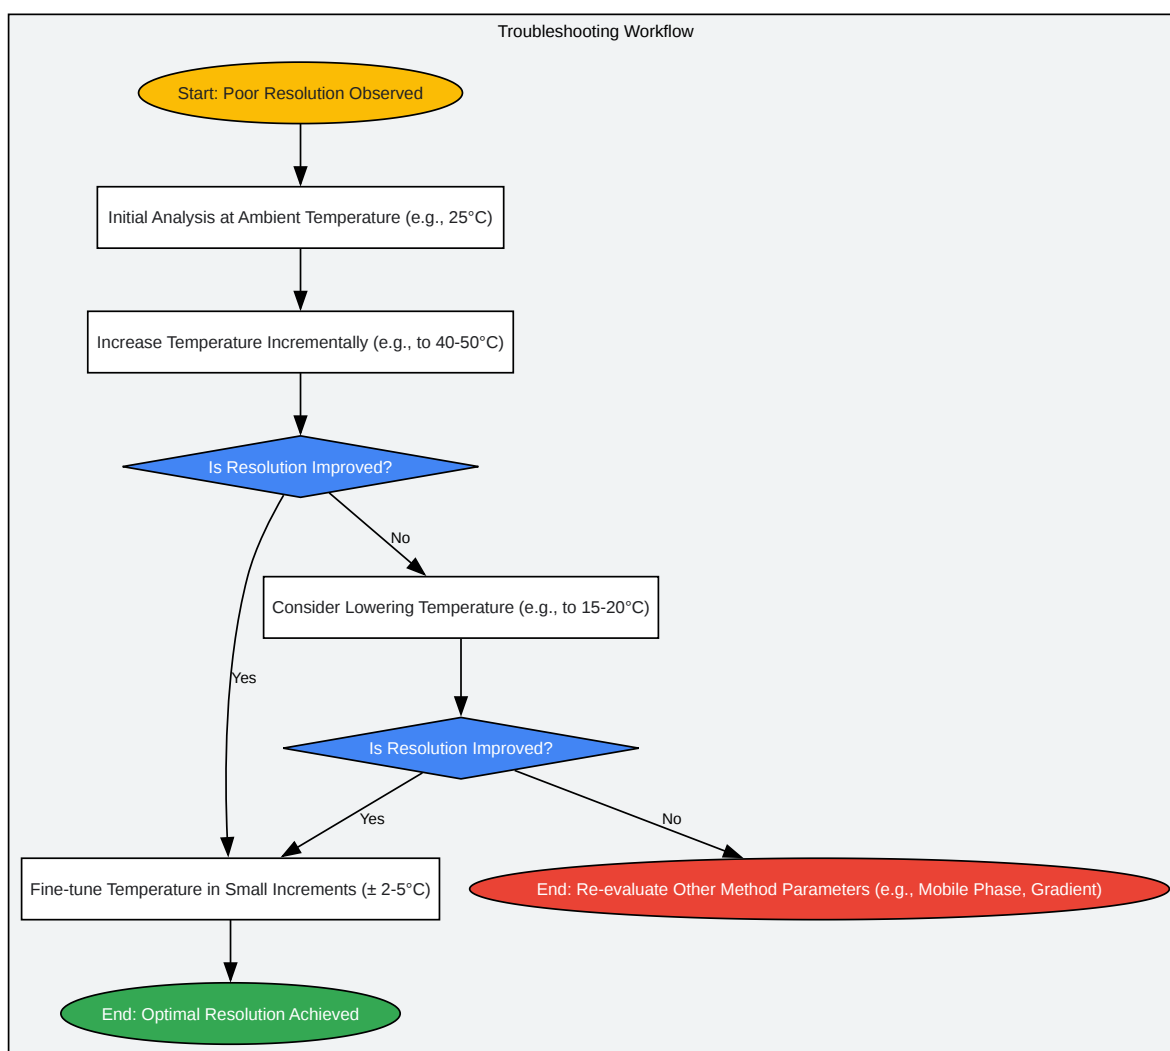 Troubleshooting Workflow
Start: Poor Resolution Observed
Initial Analysis at Ambient Temperature (e.g., 25°C)
Increase Temperature Incrementally (e.g., to 40-50°C)
Is Resolution Improved?
No
Consider Lowering Temperature (e.g., to 15-20°C)
Yes
Is Resolution Improved?
Yes
No
Fine-tune Temperature in Small Increments (± 2-5°C)
End: Re-evaluate Other Method Parameters (e.g., Mobile Phase, Gradient)
End: Optimal Resolution Achieved